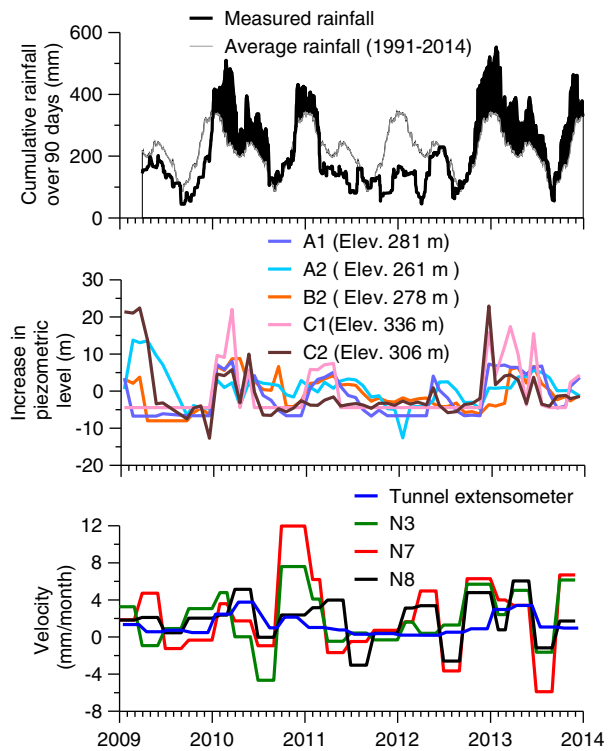 Measured rainfall
Average rainfall (1991-2014)
Cumulative rainfall
over 90 days (mm)
600
400
200
0
A1 (Elev. 281 m)
A2 ( Elev. 261 m )
B2 ( Elev. 278 m )
C1(Elev. 336 m)
C2 (Elev. 306 m)
Increase in
piezometric
level (m)
30
20
10
0
-10
-20
Tunnel extensometer
N3
N7
N8
Velocity
(mm/month)
12
8
4
0
-4
-8
2009 2010 2011 2012 2013 2014